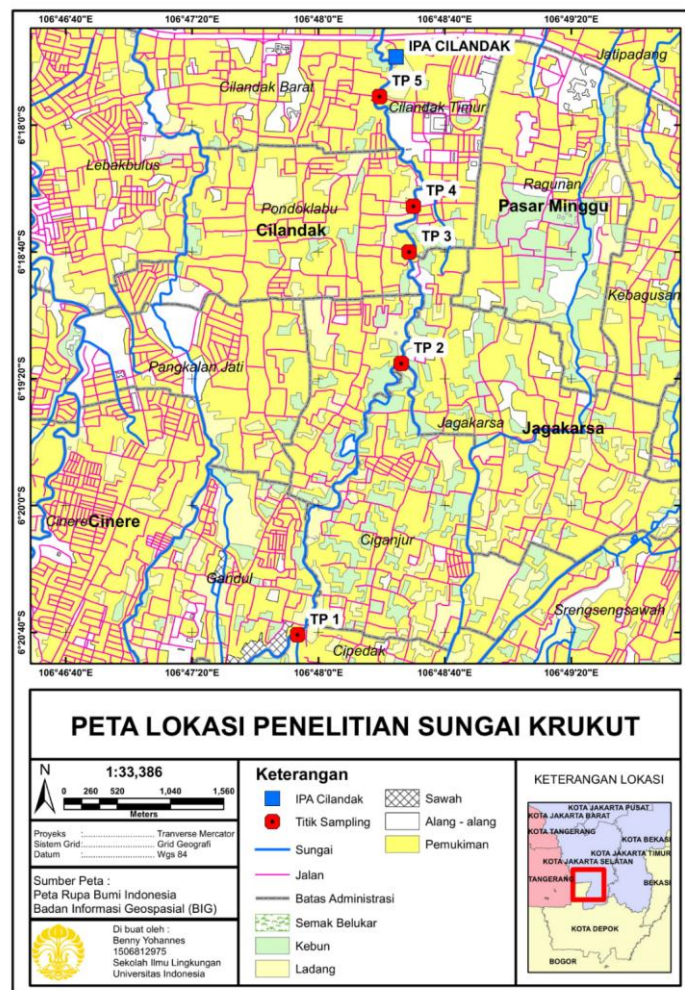 106°46'40"E 106°47'20"E 106°48'0"E 106°48'40"E 106°49'20"E
IPA CILANDAK
Jatipadang
Cilandak Barat
TP 5
Cilandak Timur
6°18'0"S
Lebakbulus
TP 4
Ragunan
Pondoklabu
Pasar Minggu
Cilandak
TP 3
6°18'40"S
Kebagusan
Pangkalan Jati
TP 2
6°19'20"S
Jagakarsa
Jagakarsa
6°20'0"S
Cinere
Cinere
Ciganjur
Gandul
Srengsengsawah
TP 1
6°20'40"S
Cipedak
106°46'40"E 106°47'20"E 106°48'0"E 106°48'40"E 106°49'20"E
PETA LOKASI PENELITIAN SUNGAI KRUKUT
N
1:33,386
0 260 520 1,040 1,560
Meters
Proyeks :............................ Tranverse Mercator
Sistem Grid:............................ Grid Geografi
Datum :............................ Wgs 84
Sumber Peta :
Peta Rupa Bumi Indonesia
Badan Informasi Geospasial (BIG)
Di buat oleh :
Benny Yohannes
1506812975
Sekolah Ilmu Lingkungan
Universitas Indonesia
Keterangan
IPA Cilandak
Titik Sampling
Sungai
Jalan
Batas Administrasi
Semak Belukar
Kebun
Ladang
Sawah
Alang - alang
Pemukiman
KETERANGAN LOKASI
KOTA JAKARTA PUSAT
KOTA JAKARTA BARAT
KOTA TANGERANG
KOTA BEKASI
KOTA JAKARTA TIMUR
KOTA JAKARTA SELATAN
TANGERANG
BEKASI
KOTA DEPOK
BOGOR